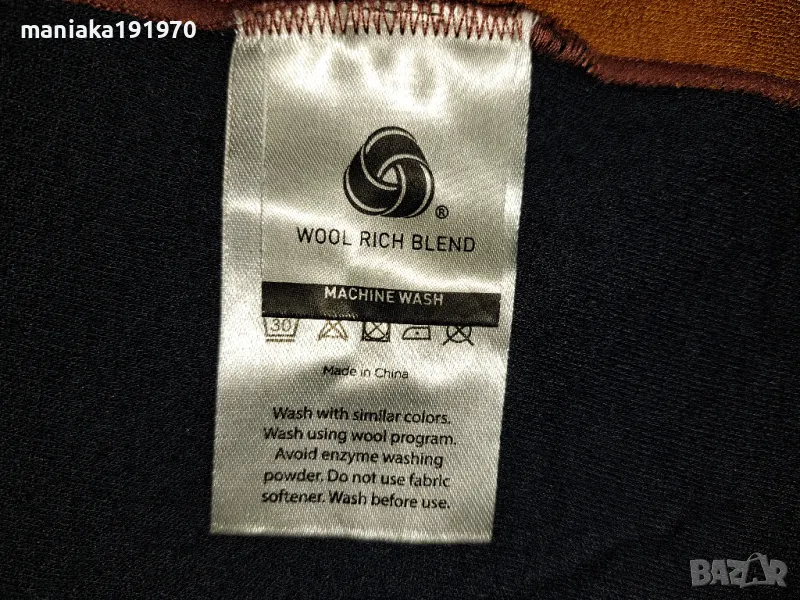 maniaka191970
®
WOOL RICH BLEND
MACHINE WASH
30
Made in China
Wash with similar colors.
Wash using wool program.
Avoid enzyme washing
powder. Do not use fabric
softener. Wash before use.
BAZAR